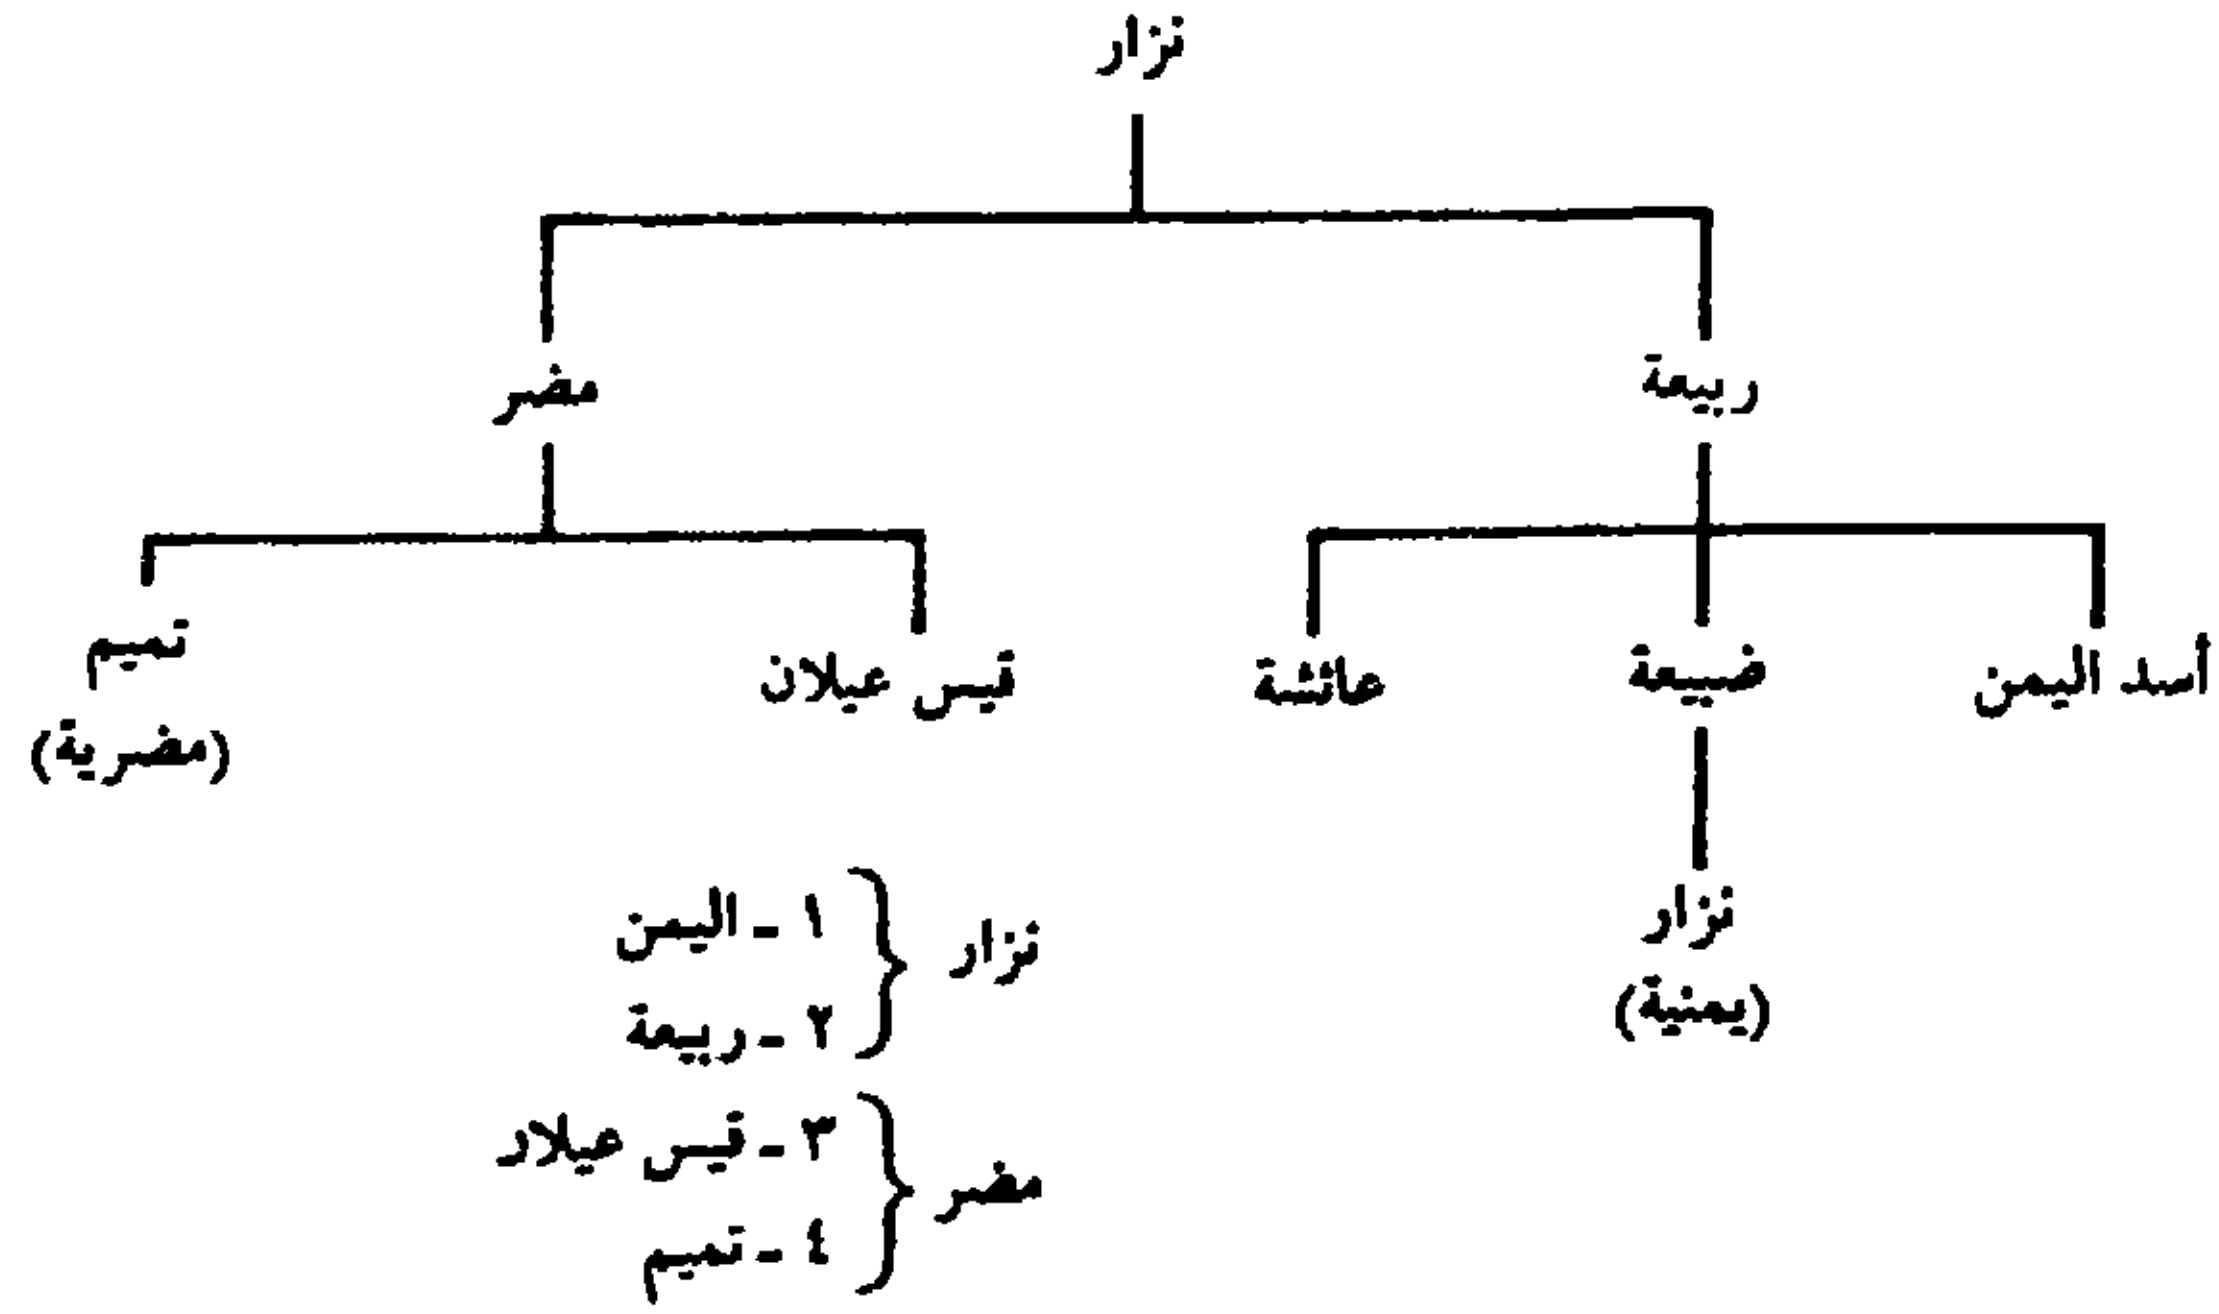 نزار
ربيعة
مضر
أسد اليمن
ضبيعة
عائشة
قيس عيلان
تميم
(مضرية)
نزار
(يمنية)
نزار
١ - اليمن
٢ - ربيعة
مضر
٣ - قيس عيلار
٤ - تميم